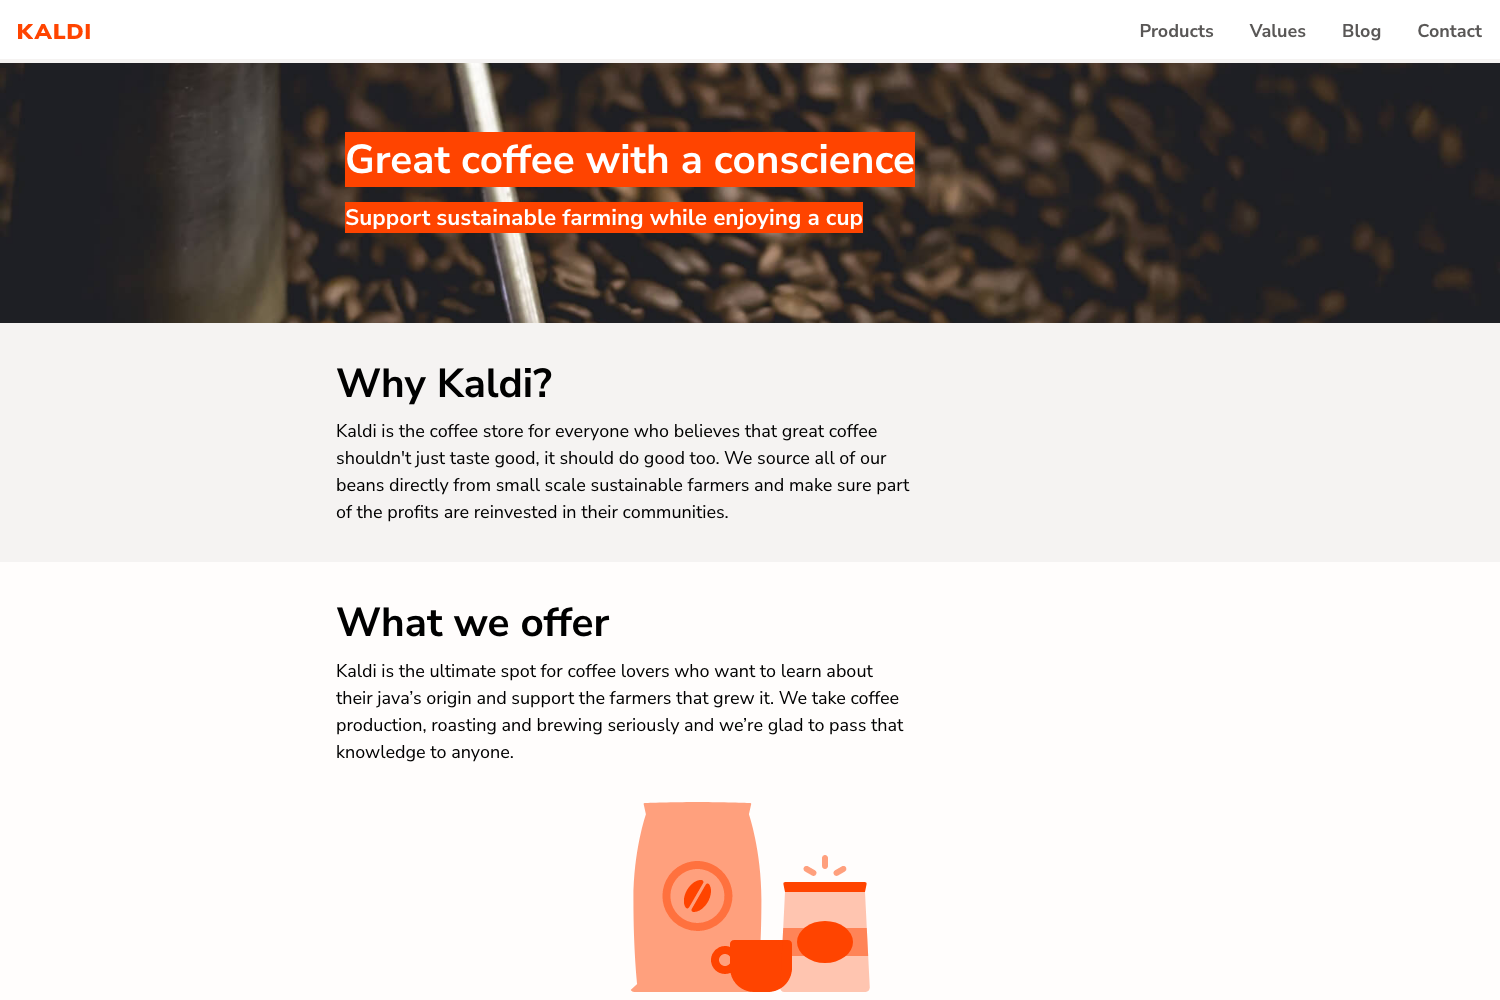 KALDI
Products Values Blog Contact
Great coffee with a conscience
Support sustainable farming while enjoying a cup
Why Kaldi?
Kaldi is the coffee store for everyone who believes that great coffee
shouldn't just taste good, it should do good too. We source all of our
beans directly from small scale sustainable farmers and make sure part
of the profits are reinvested in their communities.
What we offer
Kaldi is the ultimate spot for coffee lovers who want to learn about
their java’s origin and support the farmers that grew it. We take coffee
production, roasting and brewing seriously and we’re glad to pass that
knowledge to anyone.